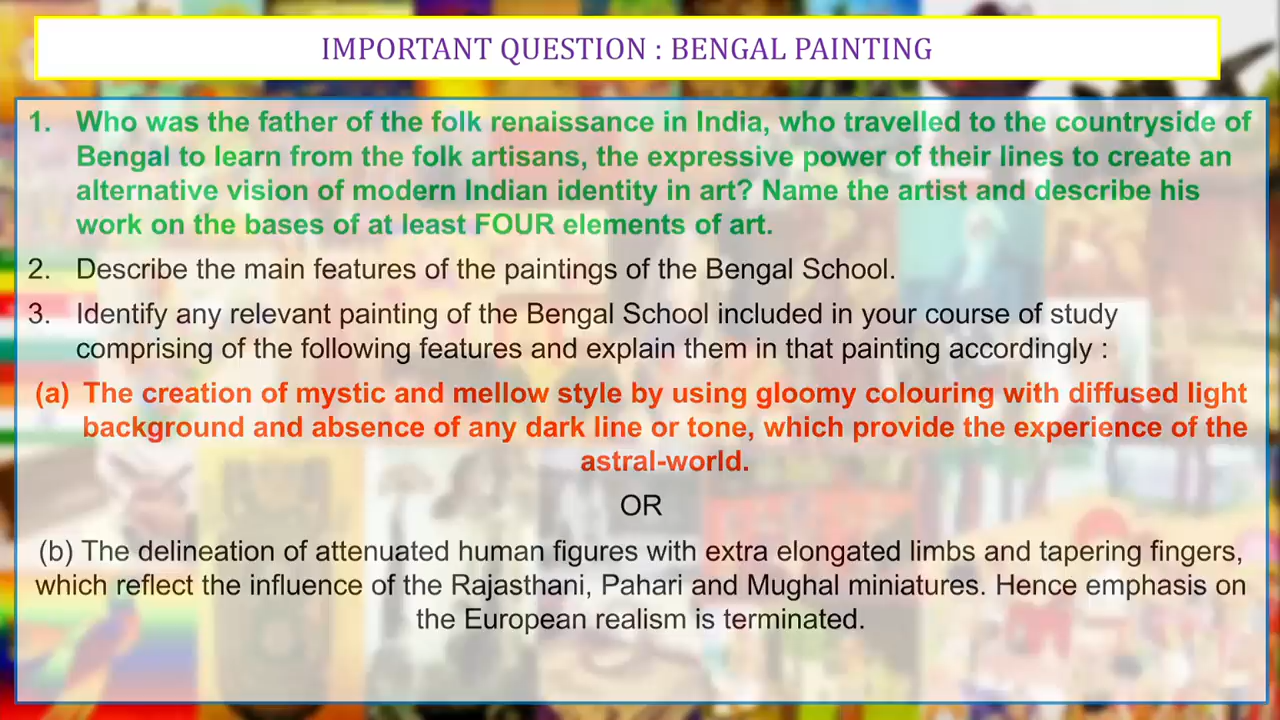 IMPORTANT QUESTION : BENGAL PAINTING
1. Who was the father of the folk renaissance in India, who travelled to the countryside of
Bengal to learn from the folk artisans, the expressive power of their lines to create an
alternative vision of modern Indian identity in art? Name the artist and describe his
work on the bases of at least FOUR elements of art.
2. Describe the main features of the paintings of the Bengal School.
3. Identify any relevant painting of the Bengal School included in your course of study
comprising of the following features and explain them in that painting accordingly :
(a) The creation of mystic and mellow style by using gloomy colouring with diffused light
background and absence of any dark line or tone, which provide the experience of the
astral-world.
OR
(b) The delineation of attenuated human figures with extra elongated limbs and tapering fingers,
which reflect the influence of the Rajasthani, Pahari and Mughal miniatures. Hence emphasis on
the European realism is terminated.